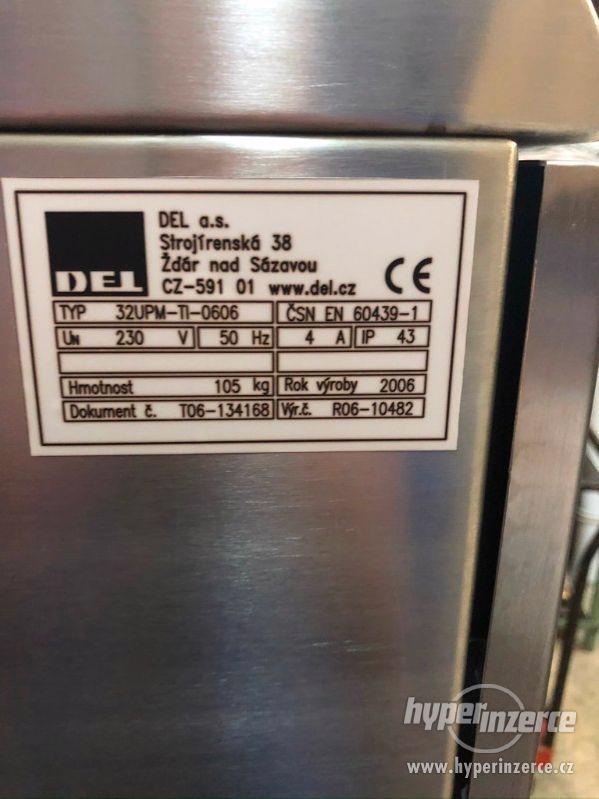 DEL a.s.
Strojírenská 38
Žďár nad Sázavou
CZ-591 01 www.del.cz
DEL
CE
TYP 32UPM-TI-0606 ČSN EN 60439-1
UN 230 V 50 Hz 4 A IP 43
Hmotnost 105 kg Rok výroby 2006
Dokument č. T06-134168 Výr.č. R06-10482
hyperinzerce
www.hyperinzerce.cz